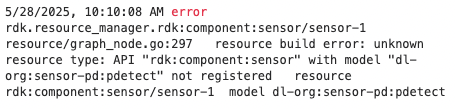 5/28/2025, 10:10:08 AM error
rdk.resource_manager.rdk:component:sensor/sensor-1
resource/graph_node.go:297   resource build error: unknown
resource type: API "rdk:component:sensor" with model "dl-
org:sensor-pd:pdetect" not registered   resource
rdk:component:sensor/sensor-1  model dl-org:sensor-pd:pdetect